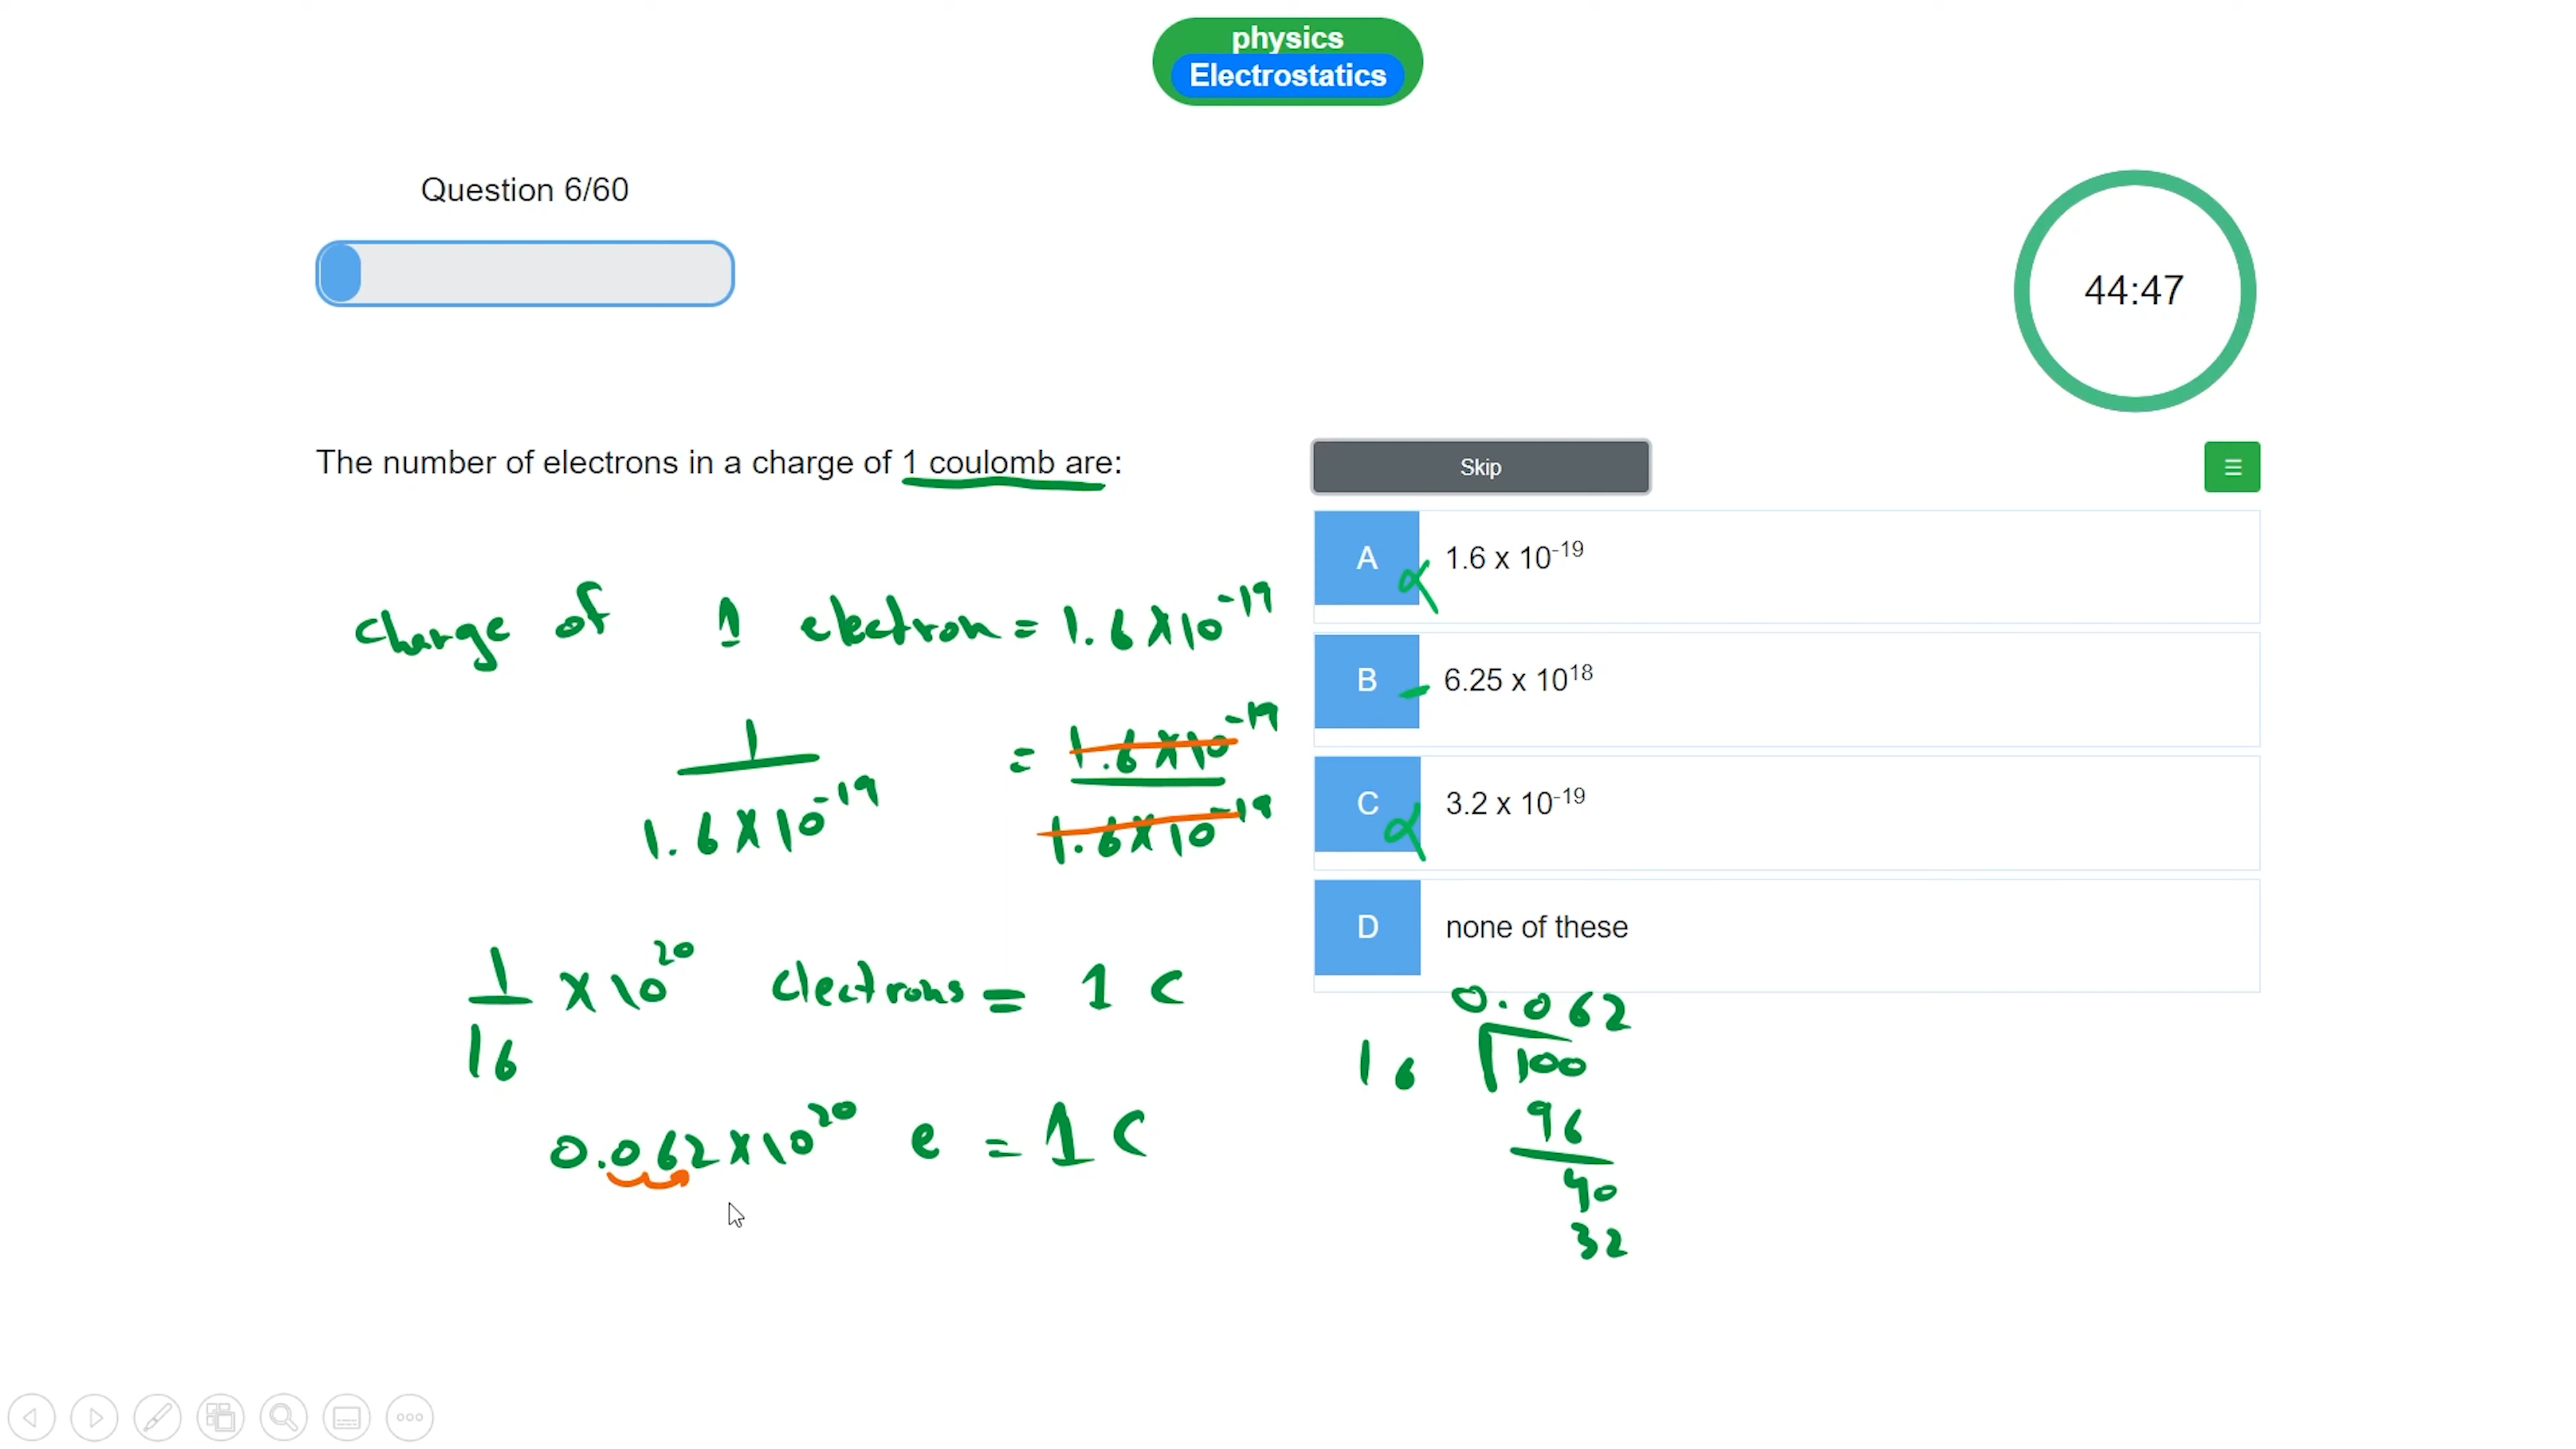 physics
Electrostatics
Question 6/60
44:47
The number of electrons in a charge of 1 coulomb are:
Skip
A 1.6 x 10⁻¹⁹
B 6.25 x 10¹⁸
C 3.2 x 10⁻¹⁹
D none of these
charge of 1 electron = 1.6 x 10⁻¹⁹
1 / 1.6 x 10⁻¹⁹ = 1.6 x 10⁻¹⁹ / 1.6 x 10⁻¹⁹
1/16 x 10²⁰ electrons = 1 C
0.062 x 10²⁰ e = 1 C
0.062
16 100
96
40
32